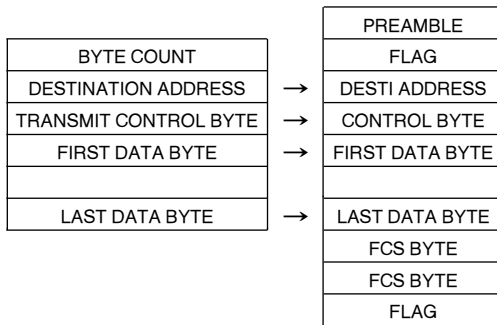 PREAMBLE
BYTE COUNT
FLAG
DESTINATION ADDRESS → DESTI ADDRESS
TRANSMIT CONTROL BYTE → CONTROL BYTE
FIRST DATA BYTE → FIRST DATA BYTE
LAST DATA BYTE → LAST DATA BYTE
FCS BYTE
FCS BYTE
FLAG